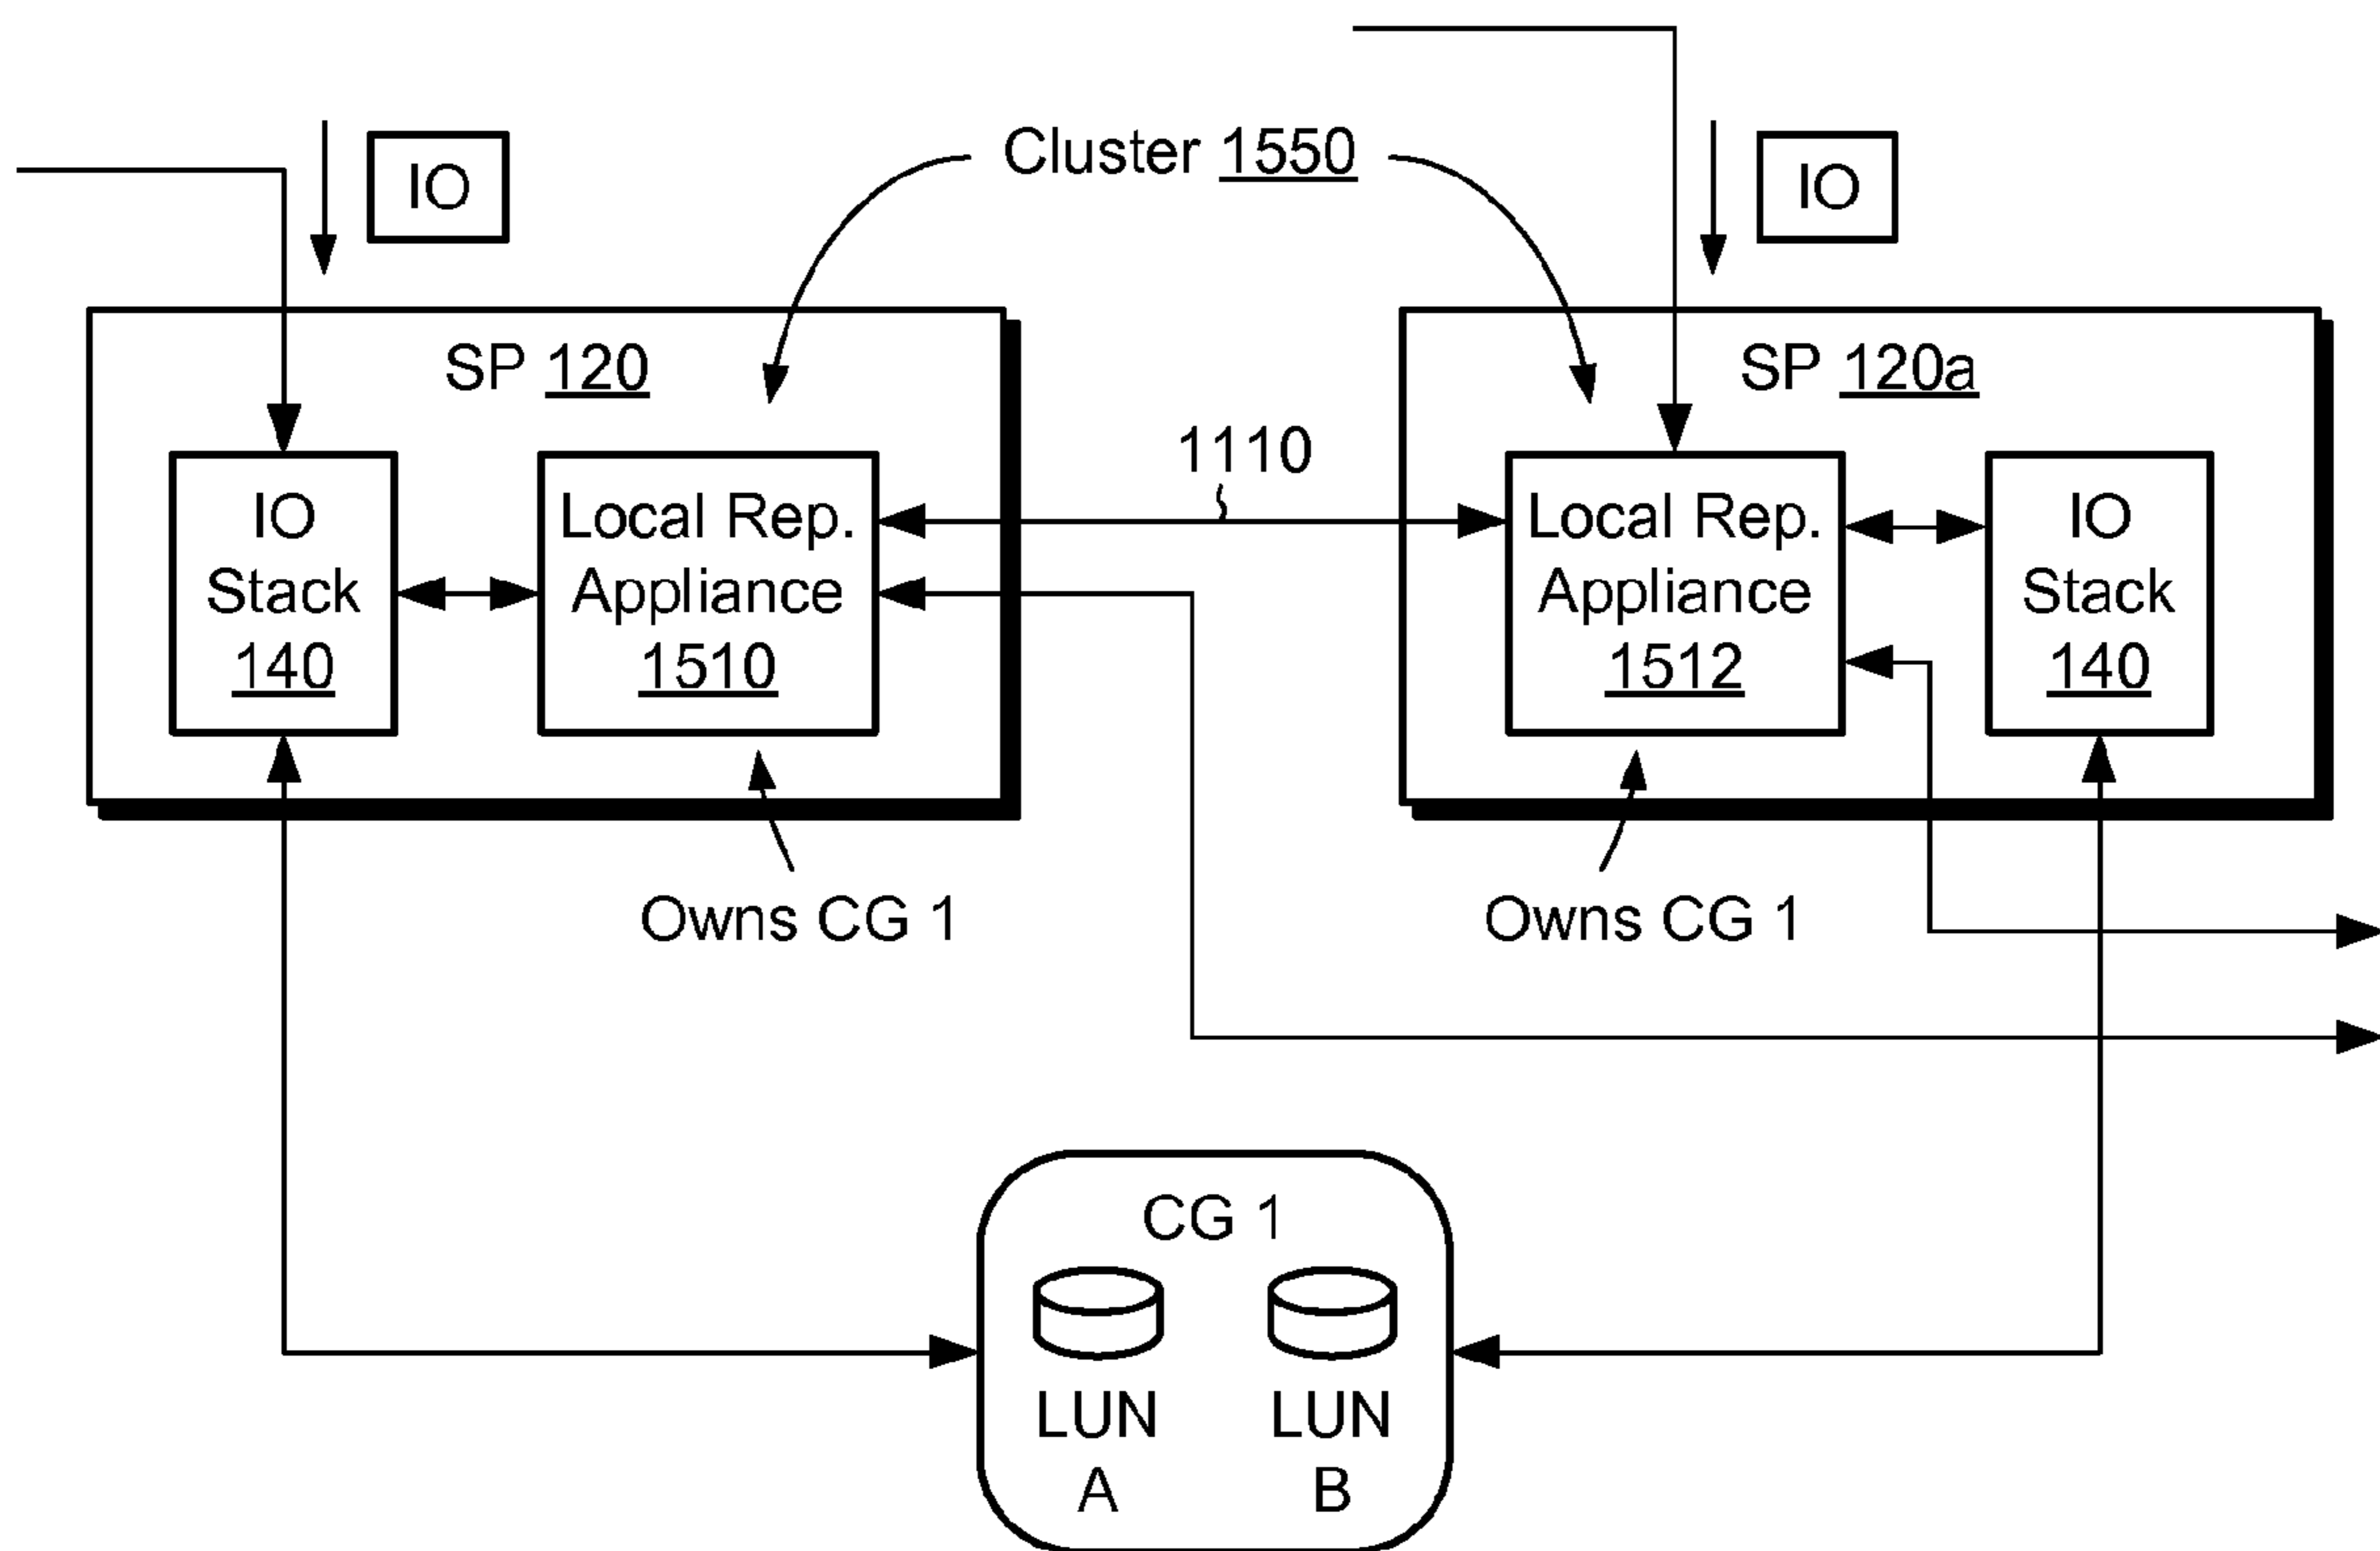 Cluster 1550
IO
IO
SP 120
SP 120a
IO
Stack
140
Local Rep.
Appliance
1510
1110
Local Rep.
Appliance
1512
IO
Stack
140
Owns CG 1
Owns CG 1
CG 1
LUN
A
LUN
B